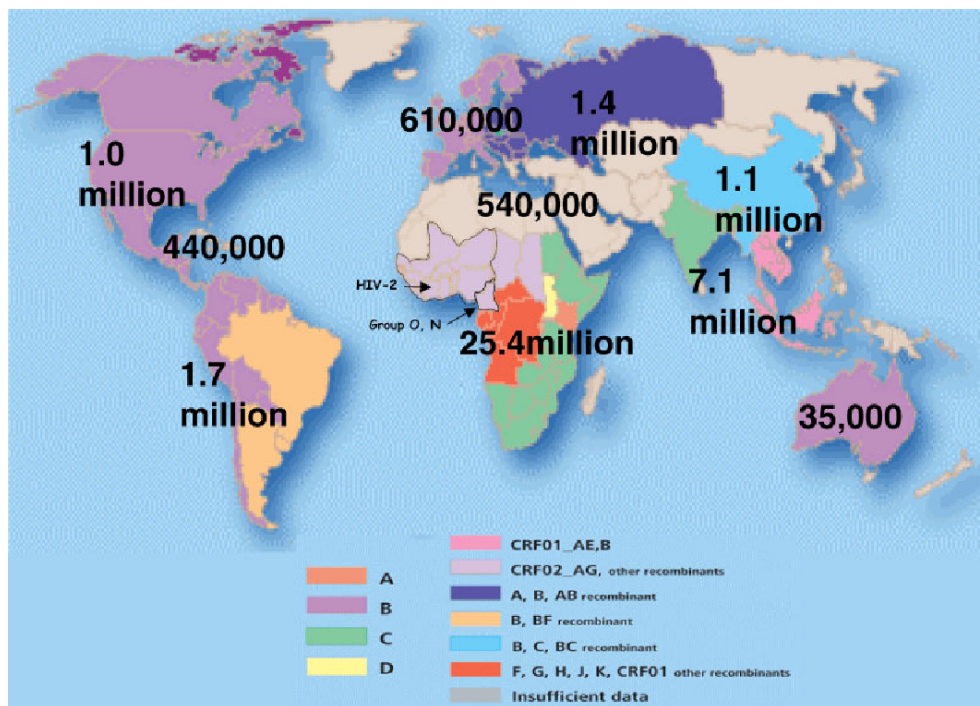 610,000
1.4
million
1.0
million
1.1
million
440,000
540,000
HIV-2
7.1
million
Group O, N
25.4million
1.7
million
35,000
A
B
C
D
CRF01_AE,B
CRF02_AG, other recombinants
A, B, AB recombinant
B, BF recombinant
B, C, BC recombinant
F, G, H, J, K, CRF01 other recombinants
Insufficient data